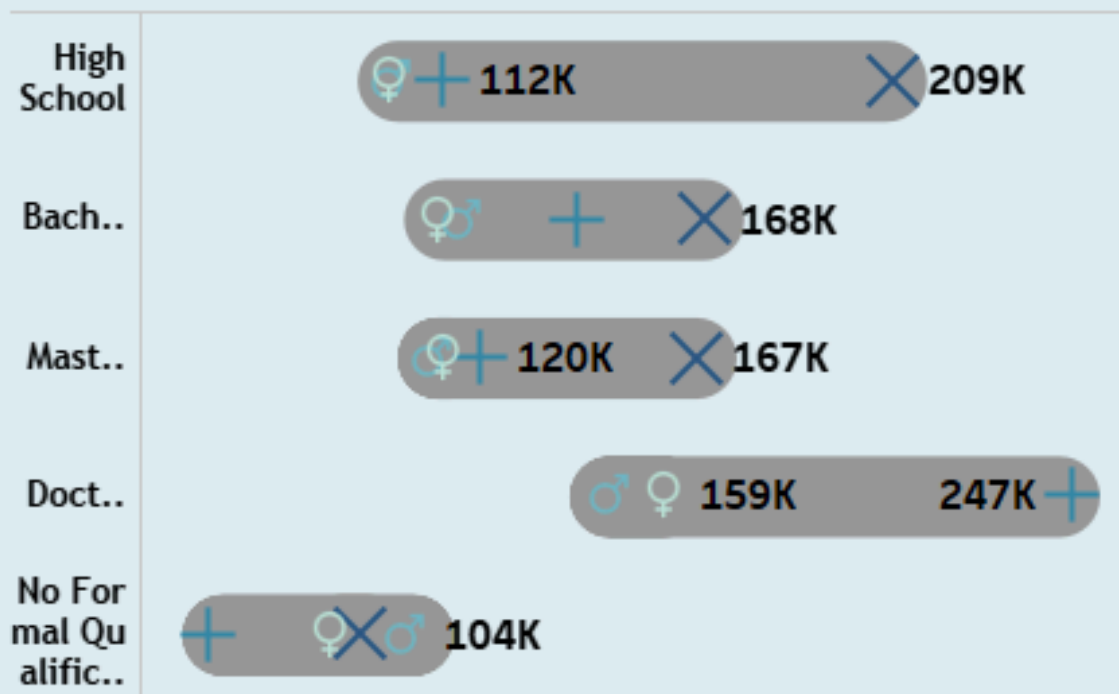 High
School
112K
209K
Bach..
168K
Mast..
120K
167K
Doct..
159K
247K
No For
mal Qu
alific..
104K